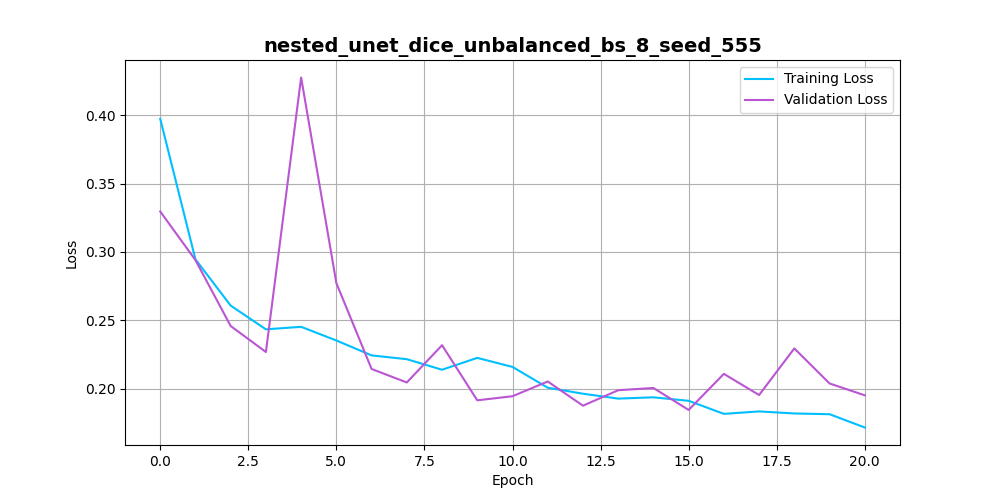 nested_unet_dice_unbalanced_bs_8_seed_555
Training Loss
Validation Loss
0.40
0.35
0.30
0.25
0.20
Loss
0.0 2.5 5.0 7.5 10.0 12.5 15.0 17.5 20.0
Epoch